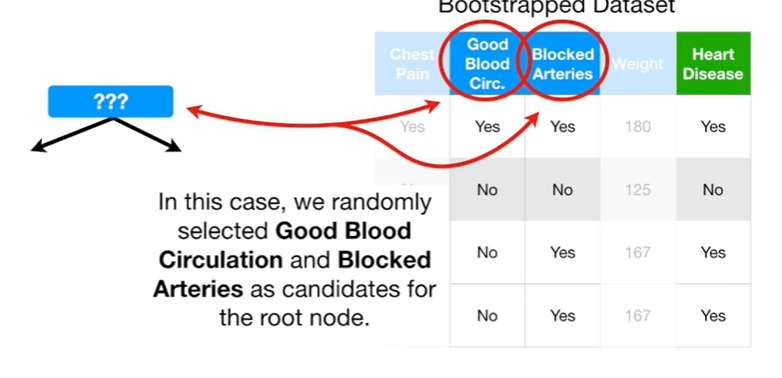 Bootstrapped Dataset
Chest Pain | Good Blood Circ. | Blocked Arteries | Weight | Heart Disease
???
Yes | Yes | Yes | 180 | Yes
No | No | 125 | No
No | Yes | 167 | Yes
No | Yes | 167 | Yes
In this case, we randomly
selected Good Blood
Circulation and Blocked
Arteries as candidates for
the root node.